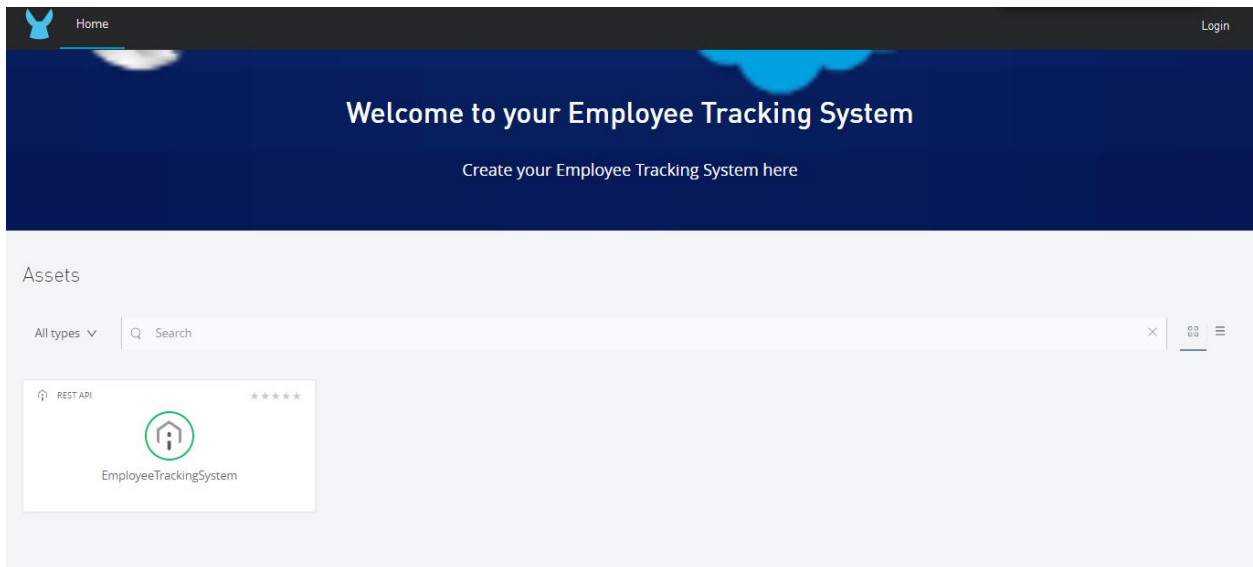 Home
Login
Welcome to your Employee Tracking System
Create your Employee Tracking System here
Assets
All types
Search
REST API
EmployeeTrackingSystem